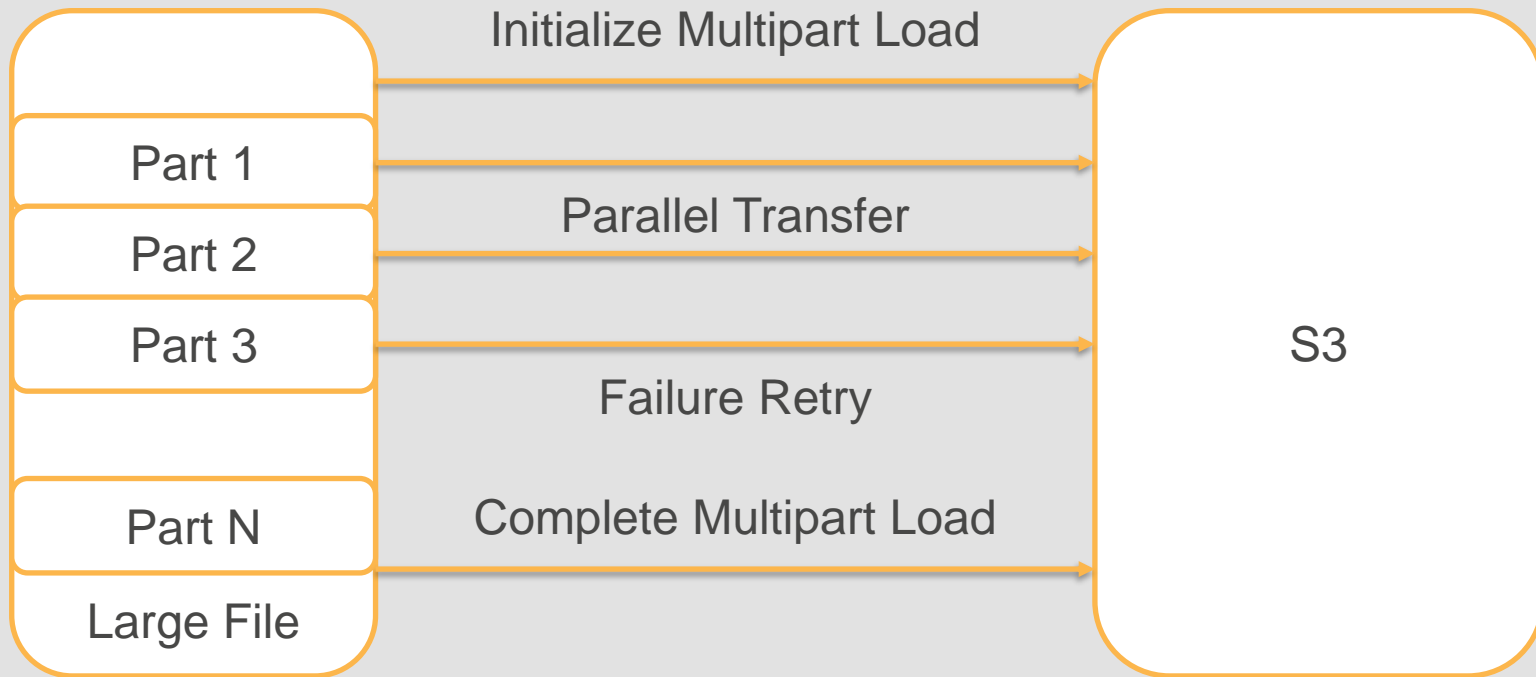 Initialize Multipart Load
Part 1
Parallel Transfer
Part 2
Part 3
S3
Failure Retry
Complete Multipart Load
Part N
Large File